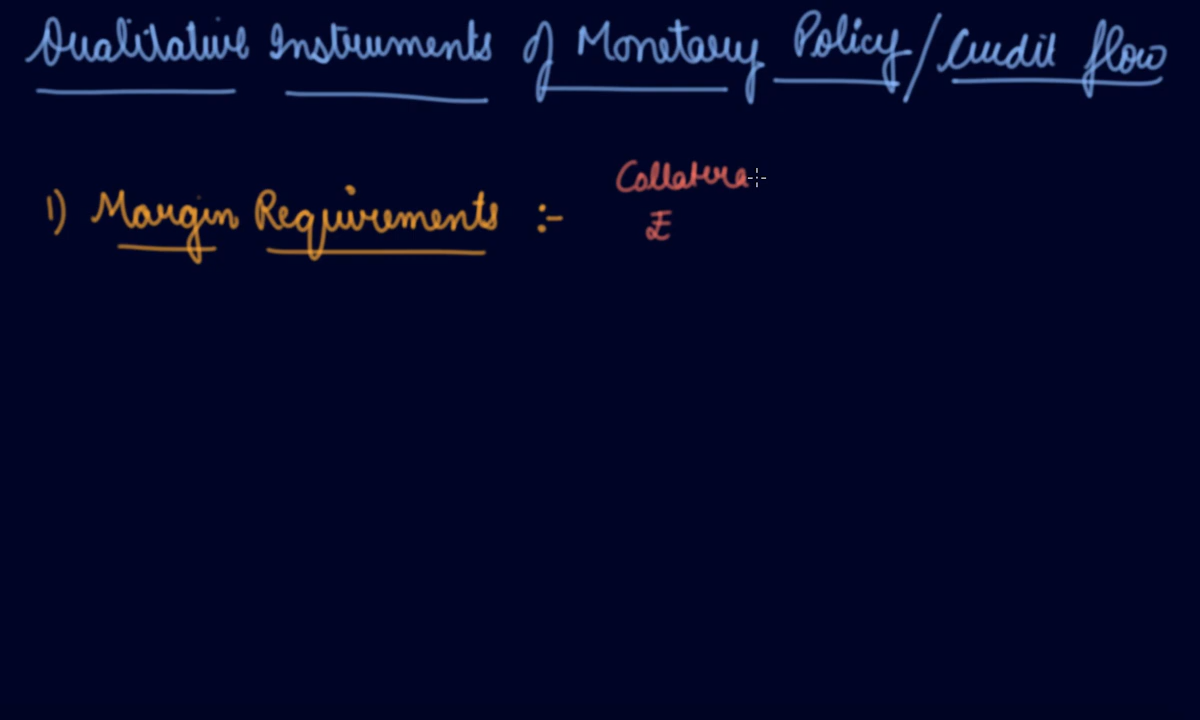 Qualitative Instruments of Monetary Policy/Credit flow
Collatera
1) Margin Requirements :-